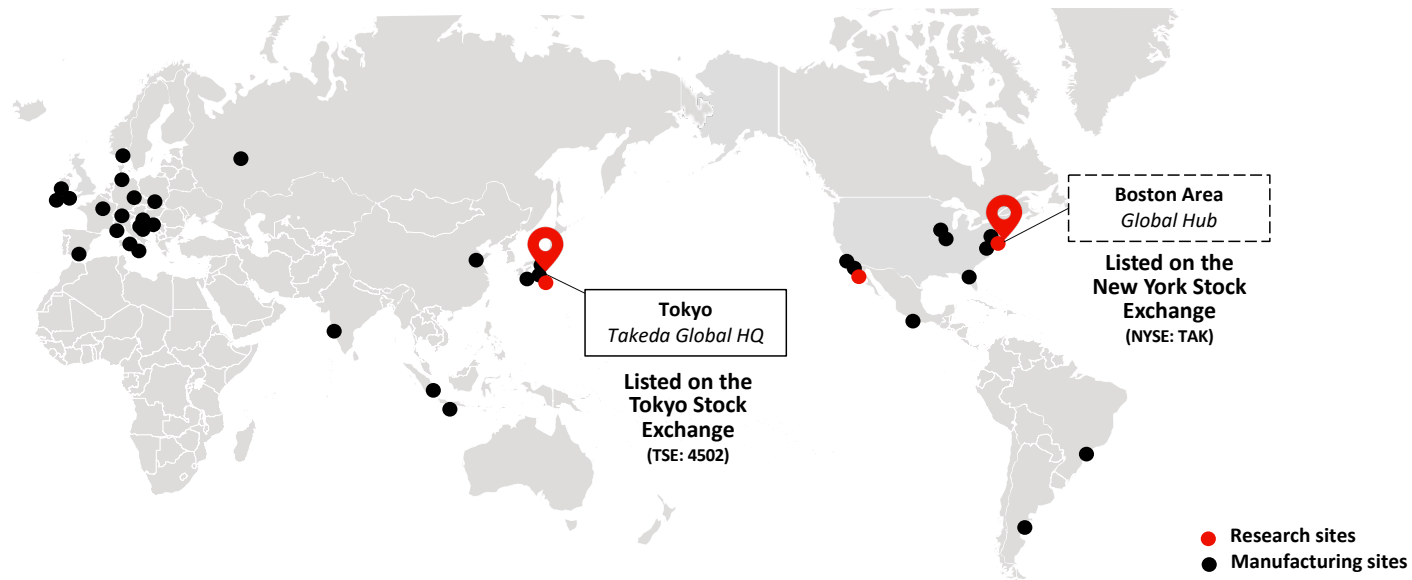 Boston Area
Global Hub
Listed on the
New York Stock
Exchange
(NYSE: TAK)
Tokyo
Takeda Global HQ
Listed on the
Tokyo Stock
Exchange
(TSE: 4502)
Research sites
Manufacturing sites